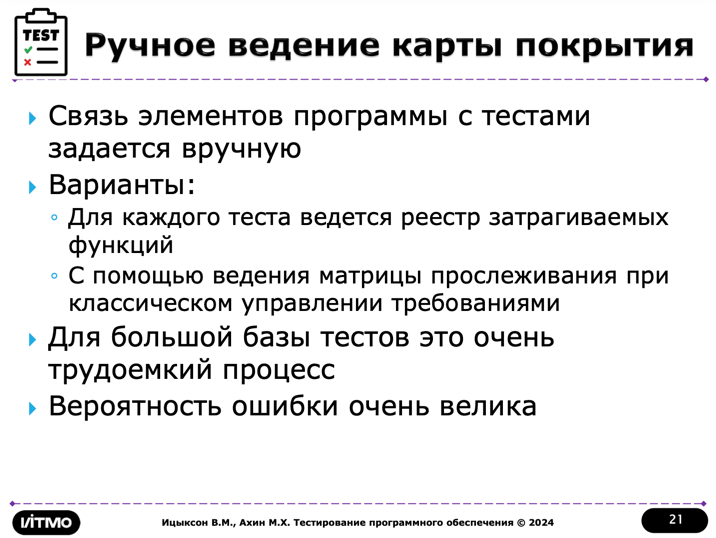 TEST
Ручное ведение карты покрытия
Связь элементов программы с тестами
задается вручную
Варианты:
Для каждого теста ведется реестр затрагиваемых
функций
С помощью ведения матрицы прослеживания при
классическом управлении требованиями
Для большой базы тестов это очень
трудоемкий процесс
Вероятность ошибки очень велика
ИТМО
Ицыксон В.М., Ахин М.Х. Тестирование программного обеспечения © 2024
21